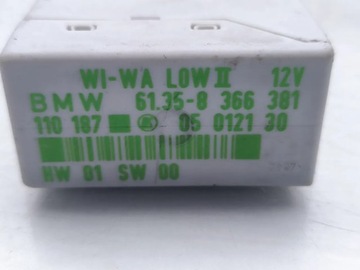 WI-WA LOW II 12V
BMW 61.35-8 366 381
110 187 05 0121 30
HW 01 SW 00